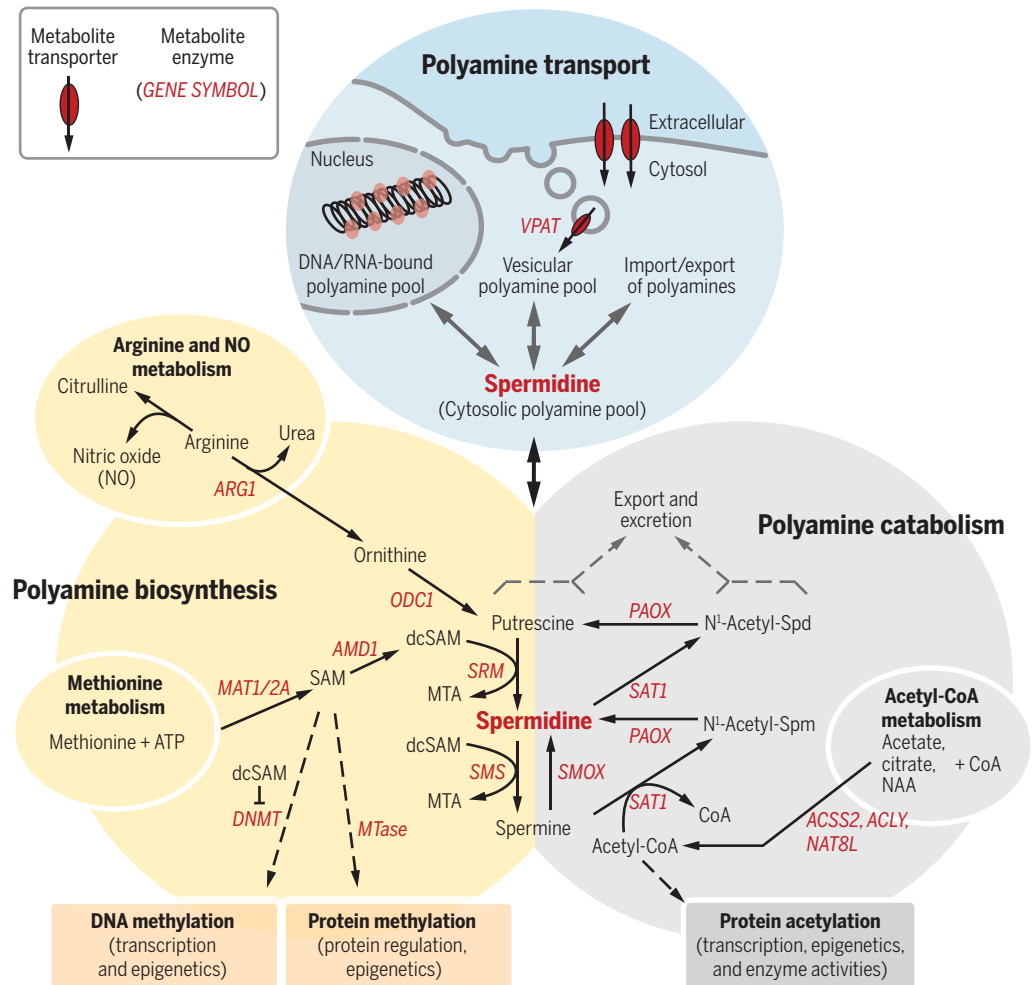 Metabolite
transporter
Metabolite
enzyme
(GENE SYMBOL)
Polyamine transport
Extracellular
Cytosol
Nucleus
VPAT
DNA/RNA-bound
polyamine pool
Vesicular
polyamine pool
Import/export
of polyamines
Spermidine
(Cytosolic polyamine pool)
Arginine and NO
metabolism
Citrulline
Arginine
Urea
Nitric oxide
(NO)
ARG1
Ornithine
Polyamine biosynthesis
ODC1
Export and
excretion
Polyamine catabolism
Putrescine
PAOX
N¹-Acetyl-Spd
AMD1
dcSAM
SRM
MTA
SAT1
Methionine
metabolism
Methionine + ATP
MAT1/2A
SAM
Spermidine
PAOX
N¹-Acetyl-Spm
Acetyl-CoA
metabolism
Acetate,
citrate,
NAA
+ CoA
dcSAM
SMS
MTA
SMOX
Spermine
SAT1
CoA
Acetyl-CoA
ACSS2, ACLY,
NAT8L
dcSAM
DNMT
MTase
DNA methylation
(transcription
and epigenetics)
Protein methylation
(protein regulation,
epigenetics)
Protein acetylation
(transcription, epigenetics,
and enzyme activities)